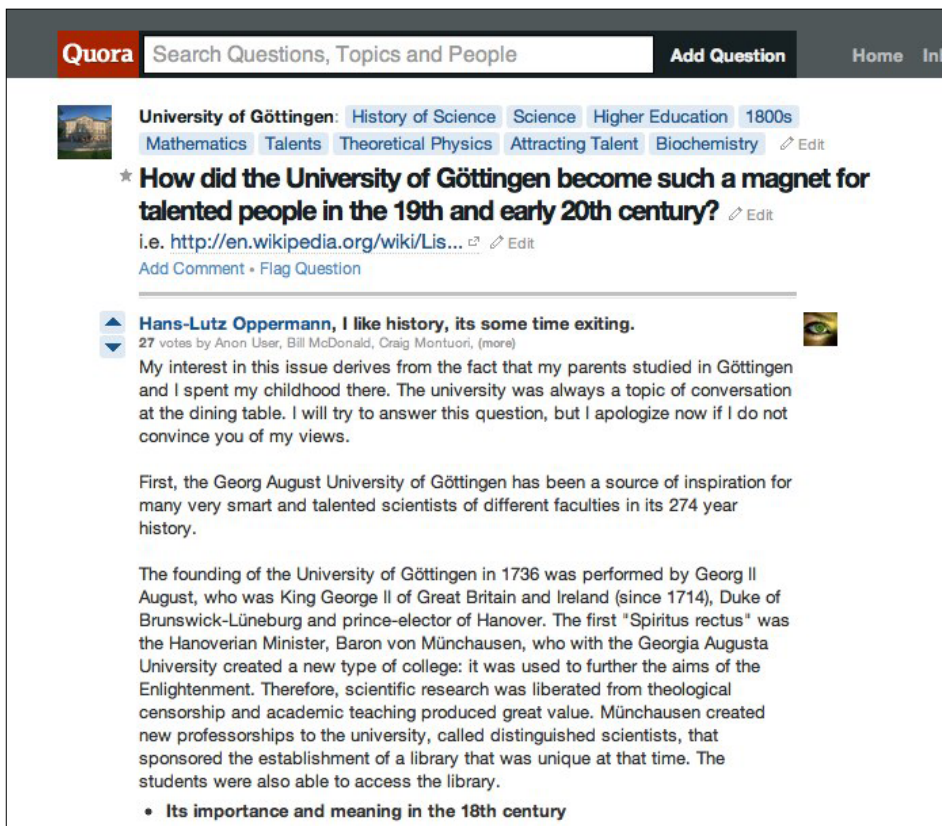 Quora Search Questions, Topics and People Add Question Home
University of Göttingen: History of Science Science Higher Education 1800s
Mathematics Talents Theoretical Physics Attracting Talent Biochemistry Edit
How did the University of Göttingen become such a magnet for
talented people in the 19th and early 20th century? Edit
i.e. http://en.wikipedia.org/wiki/Lis... Edit
Add Comment • Flag Question
Hans-Lutz Oppermann, I like history, its some time exiting.
27 votes by Anon User, Bill McDonald, Craig Montuori, (more)
My interest in this issue derives from the fact that my parents studied in Göttingen
and I spent my childhood there. The university was always a topic of conversation
at the dining table. I will try to answer this question, but I apologize now if I do not
convince you of my views.
First, the Georg August University of Göttingen has been a source of inspiration for
many very smart and talented scientists of different faculties in its 274 year
history.
The founding of the University of Göttingen in 1736 was performed by Georg II
August, who was King George II of Great Britain and Ireland (since 1714), Duke of
Brunswick-Lüneburg and prince-elector of Hanover. The first "Spiritus rectus" was
the Hanoverian Minister, Baron von Münchausen, who with the Georgia Augusta
University created a new type of college: it was used to further the aims of the
Enlightenment. Therefore, scientific research was liberated from theological
censorship and academic teaching produced great value. Münchausen created
new professorships to the university, called distinguished scientists, that
sponsored the establishment of a library that was unique at that time. The
students were also able to access the library.
• Its importance and meaning in the 18th century